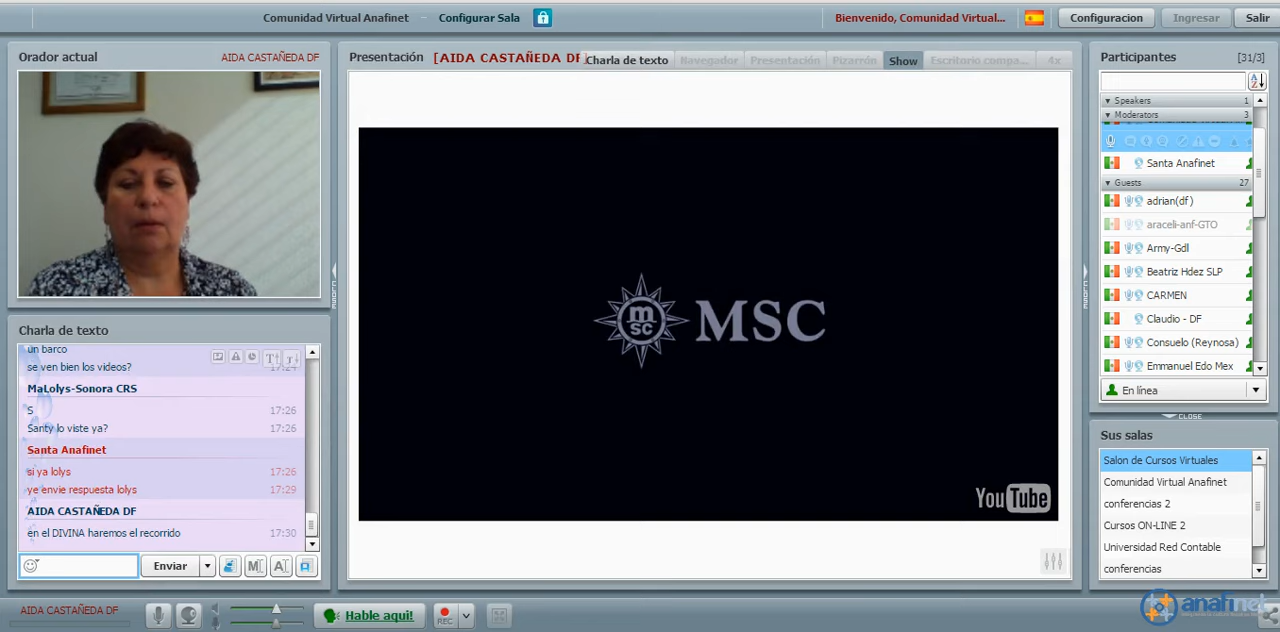 Comunidad Virtual Anafinet
Configurar Sala
Bienvenido, Comunidad Virtual...
Configuracion
Ingresar
Salir
Orador actual
AIDA CASTAÑEDA DF
Presentación
[AIDA CASTAÑEDA DF]
Charla de texto
Navegador
Presentación
Pizarrón
Show
Escritorio compa...
4x
msc
MSC
YouTube
Charla de texto
un barco
se ven bien los videos? 17:24
MaLolys-Sonora CRS
S 17:26
Santy lo viste ya? 17:26
Santa Anafinet
si ya lolys 17:26
ye envie respuesta lolys 17:29
AIDA CASTAÑEDA DF
en el DIVINA haremos el recorrido 17:30
Enviar
AIDA CASTAÑEDA DF
Hable aqui!
REC
Participantes [31/3]
Speakers 1
Moderators 3
Santa Anafinet
Guests 27
adrian(df)
araceli-anf-GTO
Army-Gdl
Beatriz Hdez SLP
CARMEN
Claudio - DF
Consuelo (Reynosa)
Emmanuel Edo Mex
En línea
CLOSE
Sus salas
Salon de Cursos Virtuales
Comunidad Virtual Anafinet
conferencias 2
Cursos ON-LINE 2
Universidad Red Contable
conferencias
anafinet